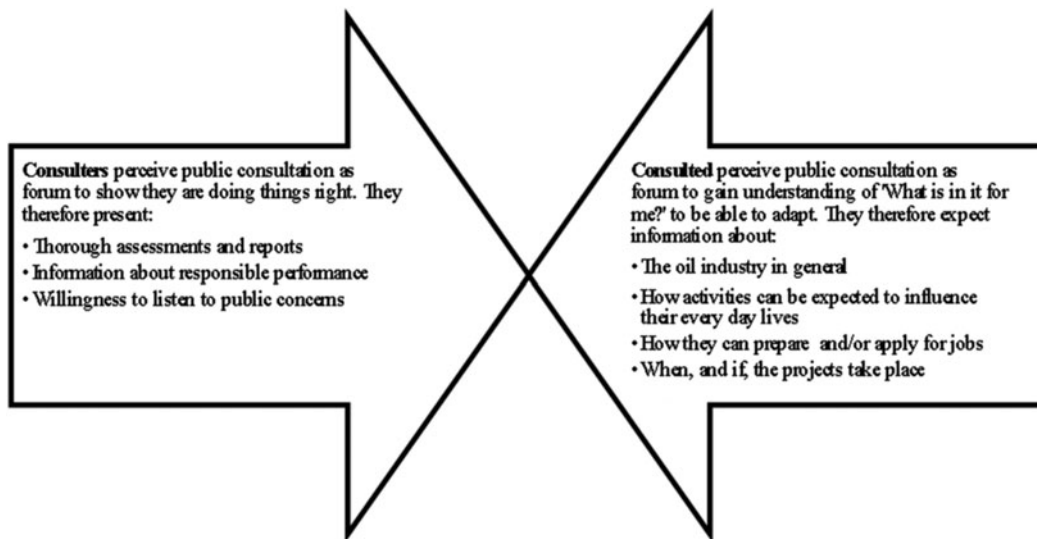 Consulters perceive public consultation as
forum to show they are doing things right. They
therefore present:
• Thorough assessments and reports
• Information about responsible performance
• Willingness to listen to public concerns
Consulted perceive public consultation as
forum to gain understanding of 'What is in it for
me?' to be able to adapt. They therefore expect
information about:
• The oil industry in general
• How activities can be expected to influence
their every day lives
• How they can prepare and/or apply for jobs
• When, and if, the projects take place